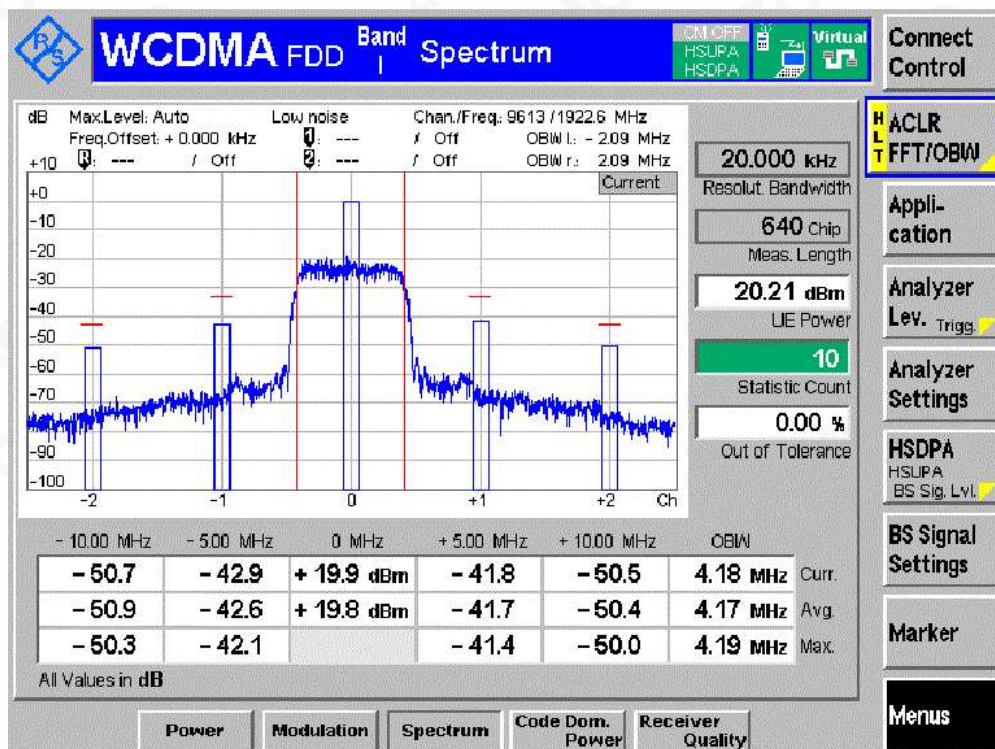 R/S
WCDMA FDD Band I Spectrum
CM OFF
HSUPA
HSDPA
Virtual
Connect
Control
dB Max.Level: Auto Low noise Chan./Freq.: 9613 / 1922.6 MHz
Freq.Offset: + 0.000 kHz 1: --- / Off OBW l.: - 2.09 MHz
R: --- / Off 2: --- / Off OBW r.: 2.09 MHz
Current
+10
+0
-10
-20
-30
-40
-50
-60
-70
-90
-100
-2 -1 0 +1 +2 Ch
20.000 kHz
Resolut. Bandwidth
640 Chip
Meas. Length
20.21 dBm
UE Power
10
Statistic Count
0.00 %
Out of Tolerance
HLT
ACLR
FFT/OBW
Appli-
cation
Analyzer
Lev. Trigg.
Analyzer
Settings
HSDPA
HSUPA
BS Sig. Lvl.
BS Signal
Settings
Marker
Menus
- 10.00 MHz - 5.00 MHz 0 MHz + 5.00 MHz + 10.00 MHz OBW
- 50.7 - 42.9 + 19.9 dBm - 41.8 - 50.5 4.18 MHz Curr.
- 50.9 - 42.6 + 19.8 dBm - 41.7 - 50.4 4.17 MHz Avg.
- 50.3 - 42.1 - 41.4 - 50.0 4.19 MHz Max.
All Values in dB
Power
Modulation
Spectrum
Code Dom.
Power
Receiver
Quality